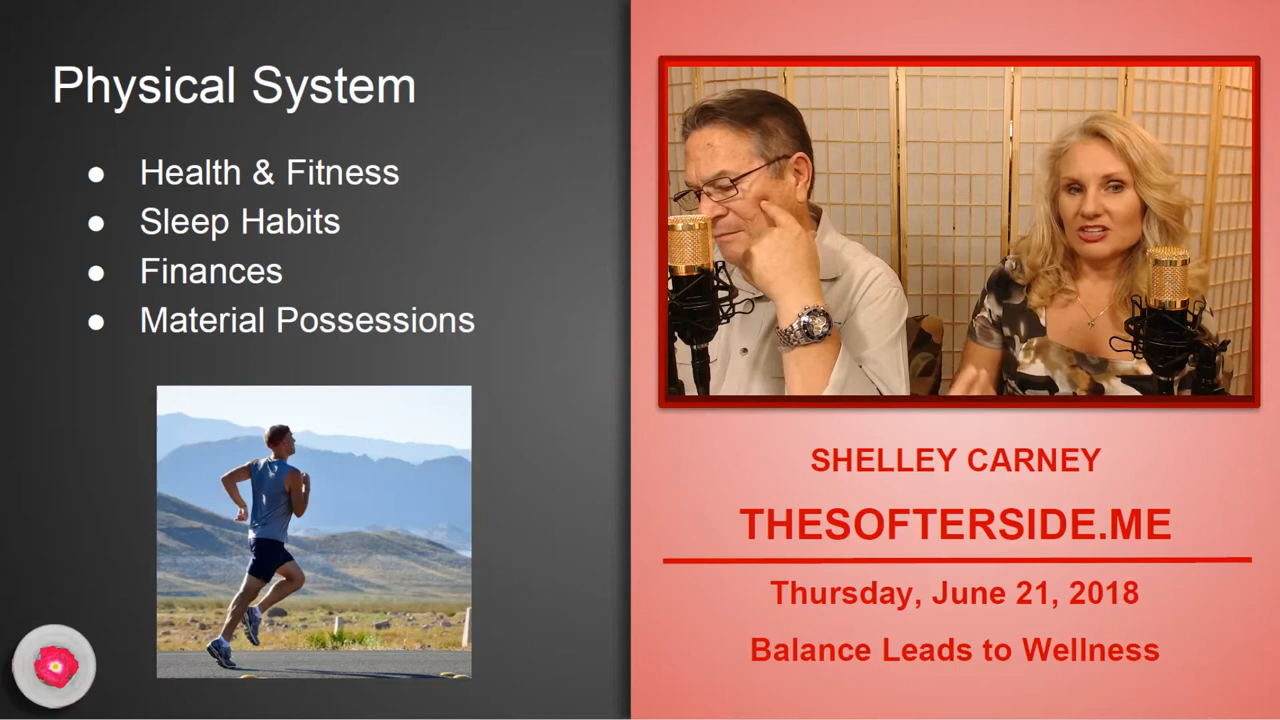 Physical System
● Health & Fitness
● Sleep Habits
● Finances
● Material Possessions
SHELLEY CARNEY
THESOFTERSIDE.ME
Thursday, June 21, 2018
Balance Leads to Wellness